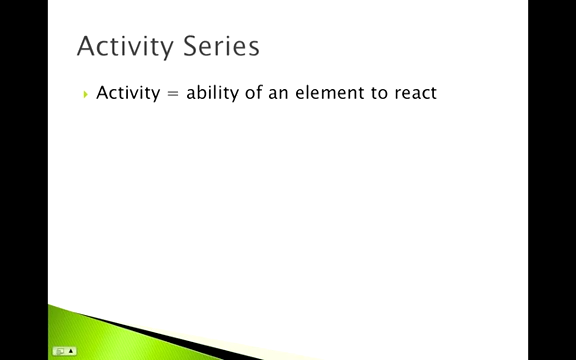 Activity Series
Activity = ability of an element to react